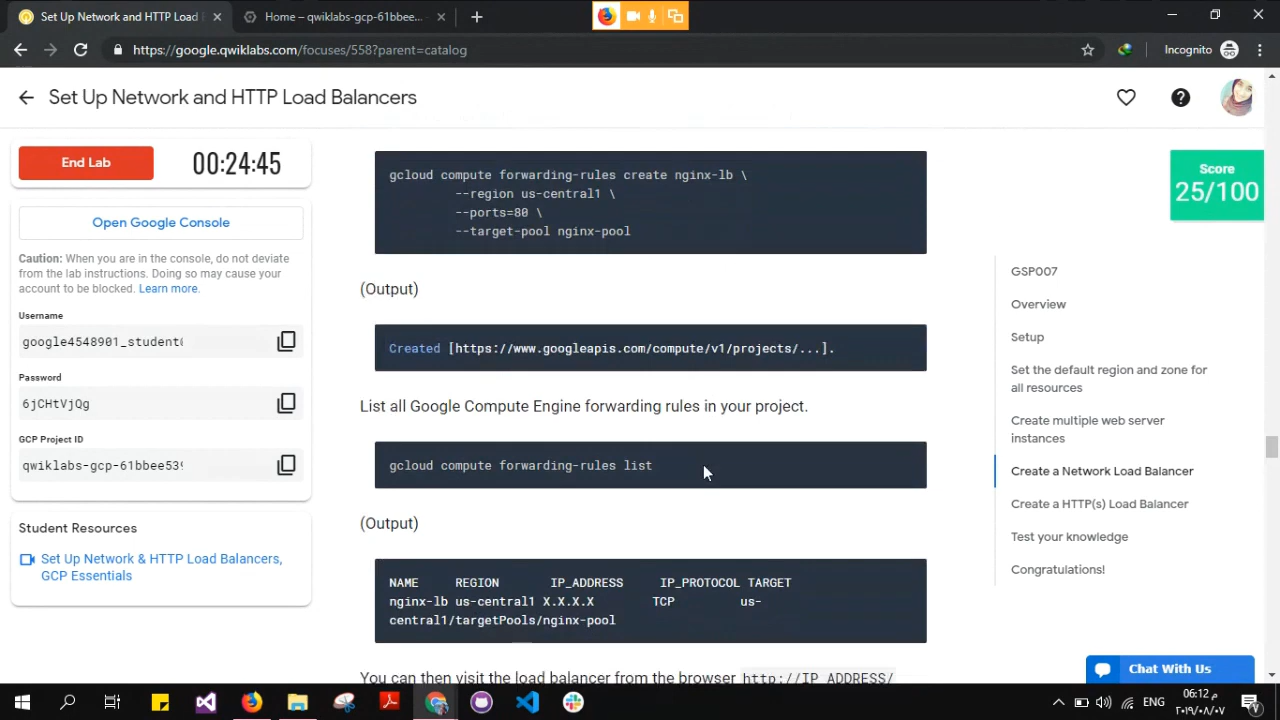 Set Up Network and HTTP Load
Home – qwiklabs-gcp-61bbee...
https://google.qwiklabs.com/focuses/558?parent=catalog
Incognito
Set Up Network and HTTP Load Balancers
End Lab
00:24:45
Open Google Console
Caution: When you are in the console, do not deviate
from the lab instructions. Doing so may cause your
account to be blocked. Learn more.
Username
google4548901_student
Password
6jCHtVjQg
GCP Project ID
qwiklabs-gcp-61bbee539
Student Resources
Set Up Network & HTTP Load Balancers,
GCP Essentials
gcloud compute forwarding-rules create nginx-lb \
--region us-central1 \
--ports=80 \
--target-pool nginx-pool
(Output)
Created [https://www.googleapis.com/compute/v1/projects/...].
List all Google Compute Engine forwarding rules in your project.
gcloud compute forwarding-rules list
(Output)
NAME REGION IP_ADDRESS IP_PROTOCOL TARGET
nginx-lb us-central1 X.X.X.X TCP us-
central1/targetPools/nginx-pool
You can then visit the load balancer from the browser http://IP_ADDRESS/
Score
25/100
GSP007
Overview
Setup
Set the default region and zone for
all resources
Create multiple web server
instances
Create a Network Load Balancer
Create a HTTP(s) Load Balancer
Test your knowledge
Congratulations!
Chat With Us
ENG
06:12 م
٢٠١٩/٠٨/٠٧